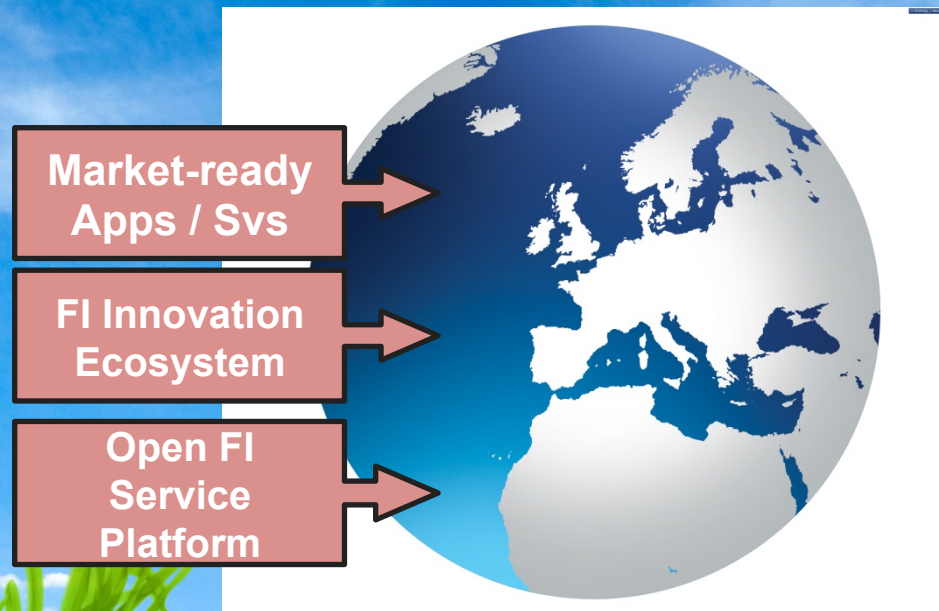 Market-ready
Apps / Svs
FI Innovation
Ecosystem
Open FI
Service
Platform